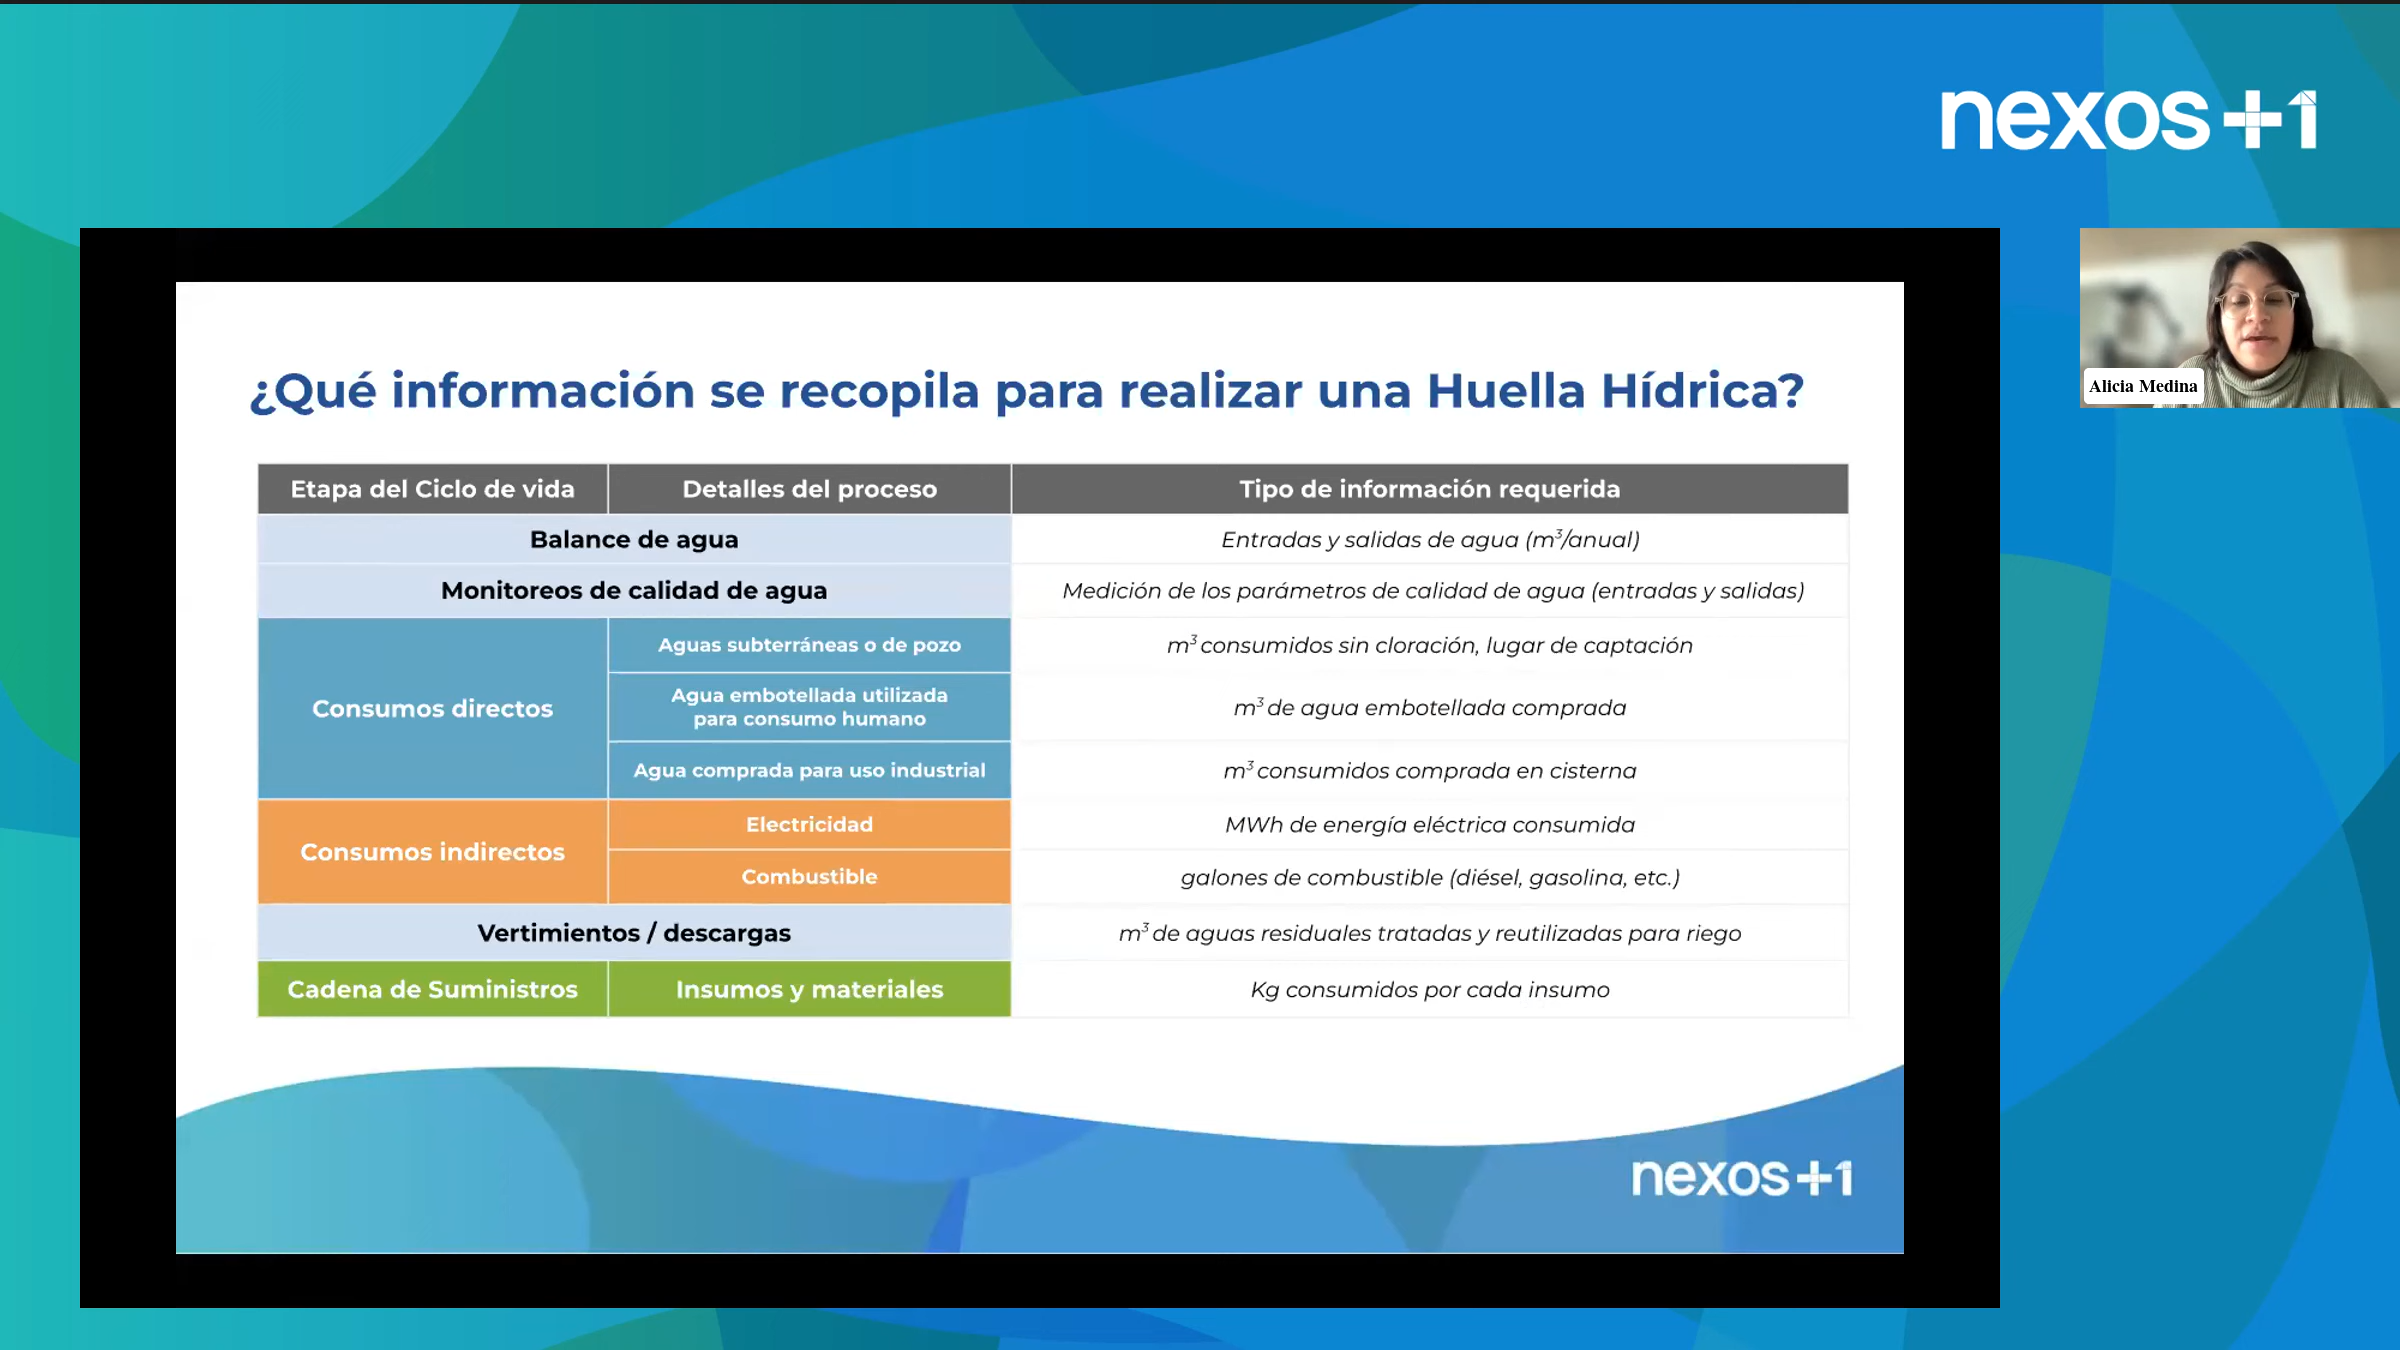 nexos+1
Alicia Medina
¿Qué información se recopila para realizar una Huella Hídrica?
Etapa del Ciclo de vida
Detalles del proceso
Tipo de información requerida
Balance de agua
Entradas y salidas de agua (m³/anual)
Monitoreos de calidad de agua
Medición de los parámetros de calidad de agua (entradas y salidas)
Consumos directos
Aguas subterráneas o de pozo
m³ consumidos sin cloración, lugar de captación
Agua embotellada utilizada
para consumo humano
m³ de agua embotellada comprada
Agua comprada para uso industrial
m³ consumidos comprada en cisterna
Consumos indirectos
Electricidad
MWh de energía eléctrica consumida
Combustible
galones de combustible (diésel, gasolina, etc.)
Vertimientos / descargas
m³ de aguas residuales tratadas y reutilizadas para riego
Cadena de Suministros
Insumos y materiales
Kg consumidos por cada insumo
nexos+1